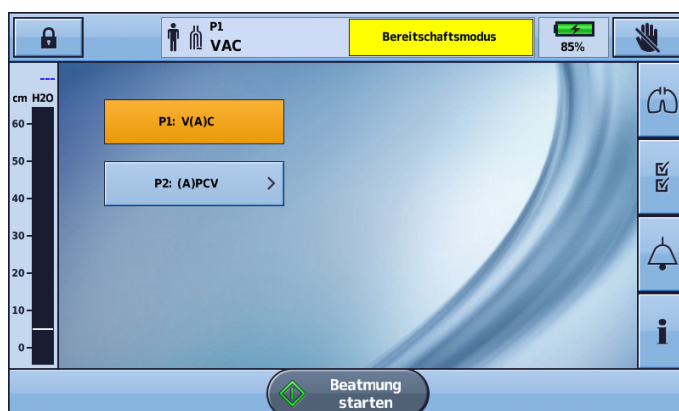 P1
VAC
Bereitschaftsmodus
85%
---
cm H2O
60
50
40
30
20
10
0
P1: V(A)C
P2: (A)PCV
Beatmung
starten